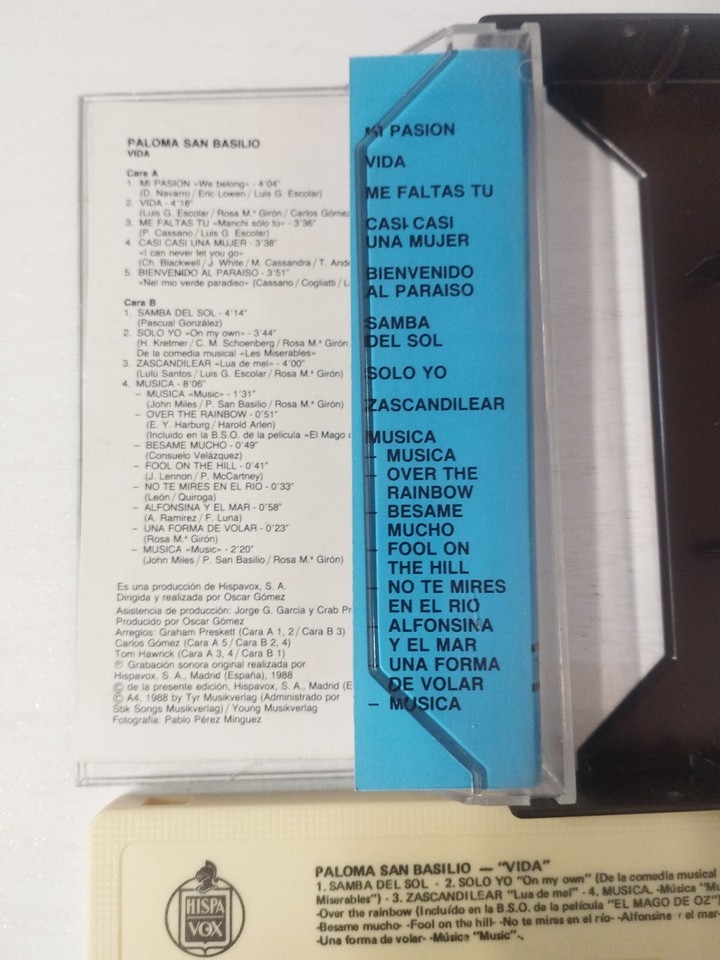 PALOMA SAN BASILIO
VIDA
Cara A
1. MI PASION «We belong» - 4'04"
(D. Navarro / Eric Lowen / Luis G. Escolar)
2. VIDA - 4'18"
(Luis G. Escolar / Rosa M.ª Girón / Carlos Gómez
3. ME FALTAS TU «Manchi sólo tú» - 3'36"
(P. Cassano / Luis G. Escolar)
4. CASI CASI UNA MUJER - 3'38"
«I can never let you go»
(Ch. Blackwell / J. White / M. Cassandra / T. Ande
5. BIENVENIDO AL PARAISO - 3'51"
«Nel mio verde paradiso» (Cassano / Cogliatti / L
Cara B
1. SAMBA DEL SOL - 4'14"
(Pascual González)
2. SOLO YO «On my own» - 3'44"
(H. Kretmer / C. M. Schoenberg / Rosa M.ª Girón
De la comedia musical «Les Miserables»
3. ZASCANDILEAR «Lua de mel» - 4'00"
(Lulú Santos / Luis G. Escolar / Rosa M.ª Girón)
4. MUSICA - 8'06"
– MUSICA «Music» - 1'31"
(John Miles / P. San Basilio / Rosa M.ª Girón)
– OVER THE RAINBOW - 0'51"
(E. Y. Harburg / Harold Arlen)
(Incluido en la B.S.O. de la película «El Mago
– BESAME MUCHO - 0'49"
(Consuelo Velázquez)
– FOOL ON THE HILL - 0'41"
(J. Lennon / P. McCartney)
– NO TE MIRES EN EL RIO - 0'33"
(León / Quiroga)
– ALFONSINA Y EL MAR - 0'58"
(A. Ramírez / F. Luna)
– UNA FORMA DE VOLAR - 0'23"
(Rosa M.ª Girón)
– MUSICA «Music» - 2'20"
(John Miles / P. San Basilio / Rosa M.ª Girón)
Es una producción de Hispavox, S. A.
Dirigida y realizada por Oscar Gómez
Asistencia de producción: Jorge G. García y Crab Pr
Producido por Oscar Gómez
Arreglos: Graham Preskett (Cara A 1, 2 / Cara B 3)
Carlos Gómez (Cara A 5 / Cara B 2, 4)
Tom Hawrick (Cara A 3, 4 / Cara B 1)
℗ Grabación sonora original realizada por
Hispavox, S. A., Madrid (España), 1988
© de la presente edición, Hispavox, S. A., Madrid (E
© A4, 1988 by Tyr Musikverlag (Administrado por
Sbk Songs Musikverlag) / Young Musikverlag
Fotografía: Pablo Pérez Minguez
MI PASION
VIDA
ME FALTAS TU
CASI CASI
UNA MUJER
BIENVENIDO
AL PARAISO
SAMBA
DEL SOL
SOLO YO
ZASCANDILEAR
MUSICA
– MUSICA
– OVER THE
RAINBOW
– BESAME
MUCHO
– FOOL ON
THE HILL
– NO TE MIRES
EN EL RIO
– ALFONSINA
Y EL MAR
– UNA FORMA
DE VOLAR
– MUSICA
HISPA
VOX
PALOMA SAN BASILIO — "VIDA"
1. SAMBA DEL SOL - 2. SOLO YO "On my own" (De la comedia musical
Miserables") - 3. ZASCANDILEAR "Lua de mel" - 4. MUSICA. -Música "Mu
-Over the rainbow (Incluído en la B.S.O. de la película "EL MAGO DE OZ")
-Besame mucho- -Fool on the hill- -No te mires en el río- -Alfonsina y el mar-
-Una forma de volar- -Música "Music"-.